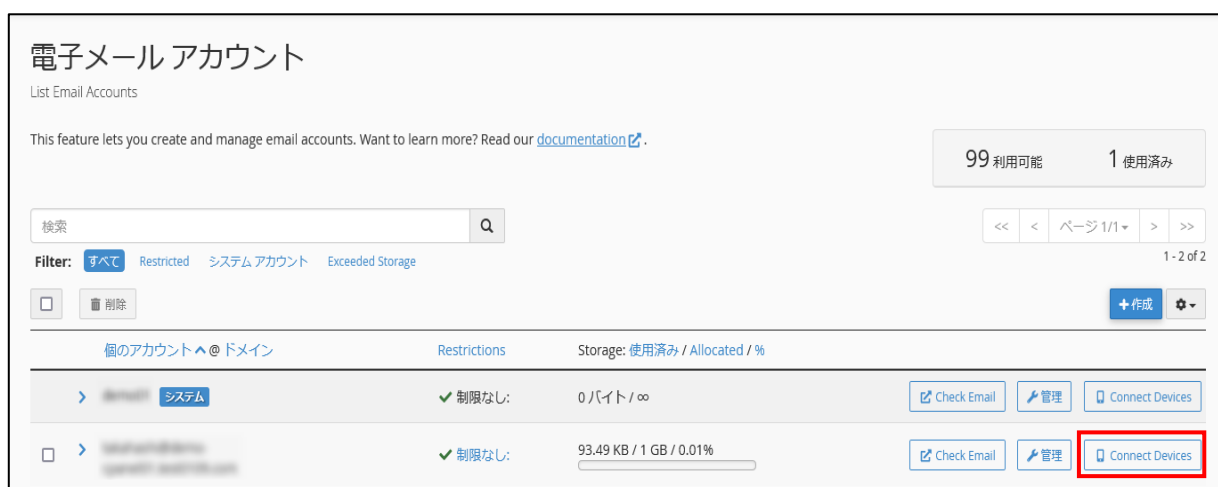 電子メール アカウント
List Email Accounts
This feature lets you create and manage email accounts. Want to learn more? Read our documentation .
99 利用可能 1 使用済み
検索
<< < ページ 1/1 > >>
Filter: すべて Restricted システム アカウント Exceeded Storage
1 - 2 of 2
削除
+作成
個のアカウント @ ドメイン Restrictions Storage: 使用済み / Allocated / %
システム 制限なし: 0 バイト / ∞ Check Email 管理 Connect Devices
制限なし: 93.49 KB / 1 GB / 0.01% Check Email 管理 Connect Devices